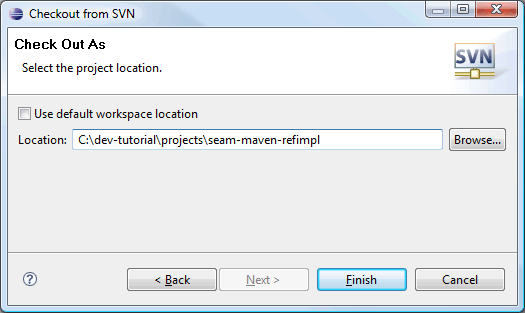 Checkout from SVN
Check Out As
Select the project location.
SVN
Use default workspace location
Location: C:\dev-tutorial\projects\seam-maven-refimpl Browse...
? < Back Next > Finish Cancel